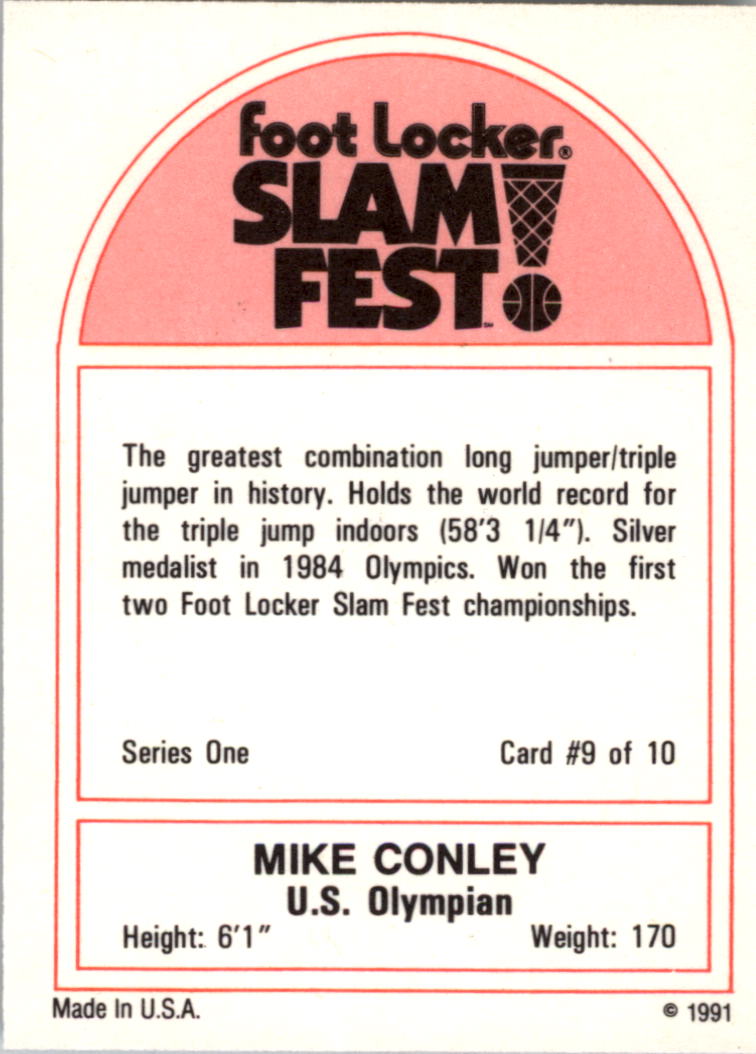 foot Locker®
SLAM
FEST℠
The greatest combination long jumper/triple
jumper in history. Holds the world record for
the triple jump indoors (58'3 1/4"). Silver
medalist in 1984 Olympics. Won the first
two Foot Locker Slam Fest championships.
Series One Card #9 of 10
MIKE CONLEY
U.S. Olympian
Height: 6'1" Weight: 170
Made In U.S.A. © 1991